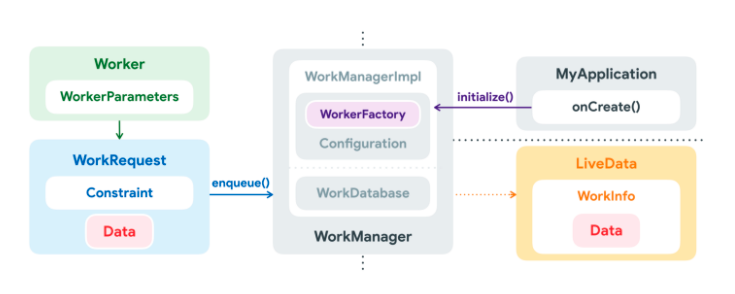 Worker
WorkerParameters
WorkRequest
Constraint
Data
enqueue()
WorkManagerImpl
WorkerFactory
Configuration
WorkDatabase
WorkManager
initialize()
MyApplication
onCreate()
LiveData
WorkInfo
Data